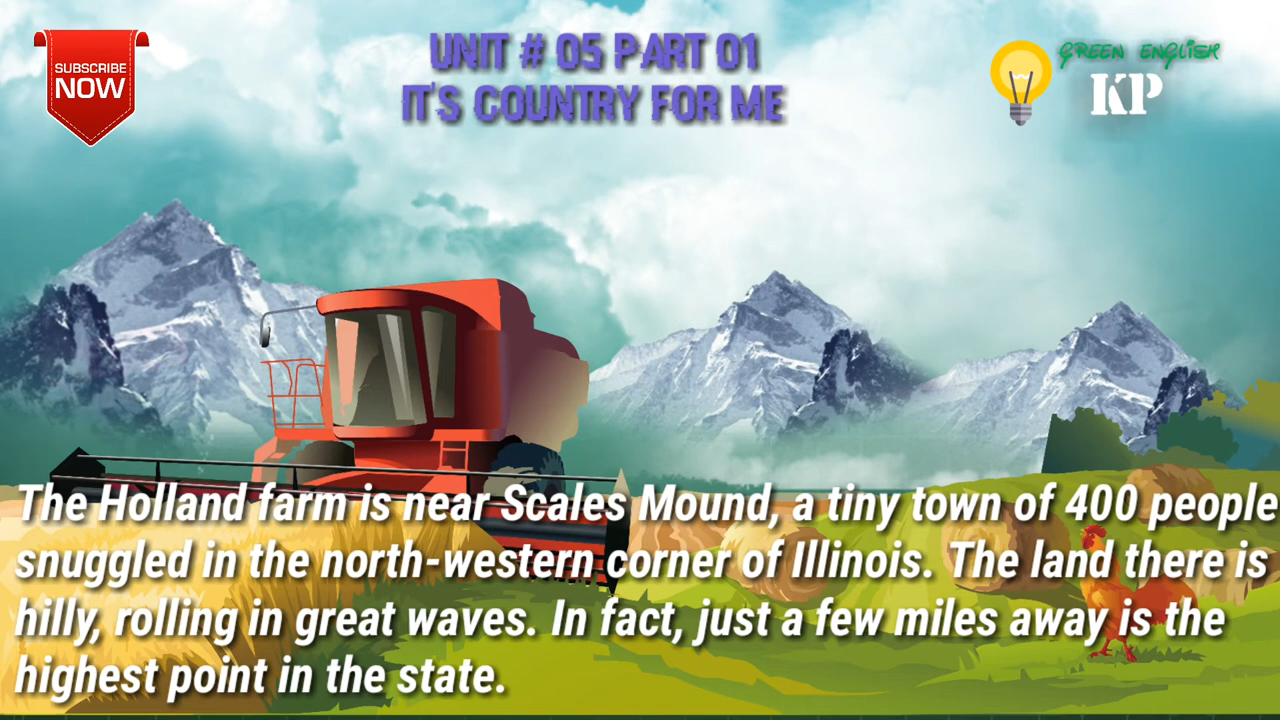 SUBSCRIBE
NOW
UNIT # 05 PART 01
IT'S COUNTRY FOR ME
GREEN ENGLISH
KP
The Holland farm is near Scales Mound, a tiny town of 400 people
snuggled in the north-western corner of Illinois. The land there is
hilly, rolling in great waves. In fact, just a few miles away is the
highest point in the state.